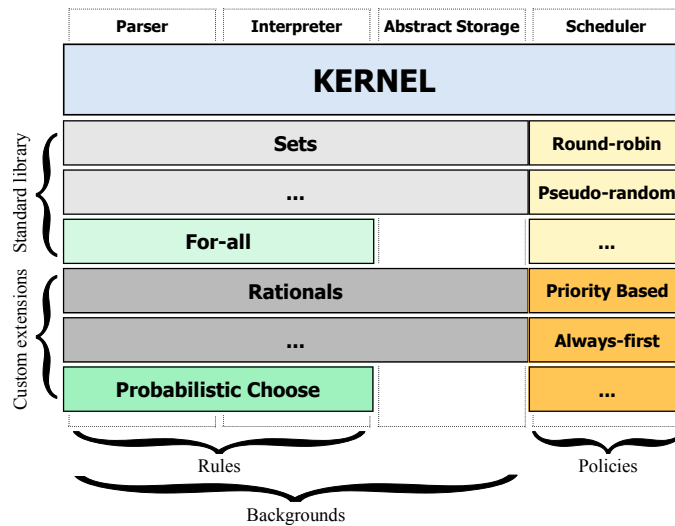 Parser Interpreter Abstract Storage Scheduler
KERNEL
Standard library
Sets Round-robin
... Pseudo-random
For-all ...
Custom extensions
Rationals Priority Based
... Always-first
Probabilistic Choose ...
Rules Policies
Backgrounds